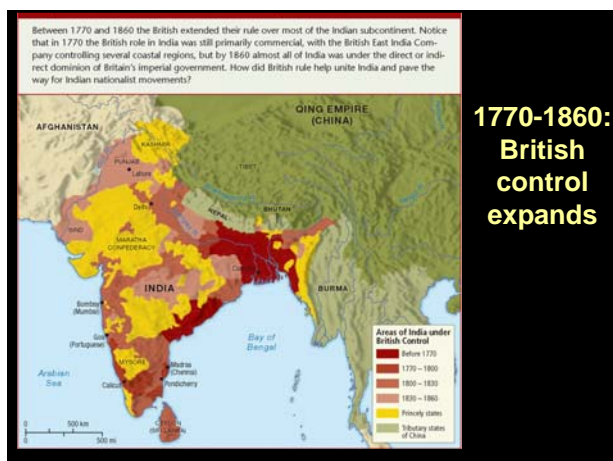 Between 1770 and 1860 the British extended their rule over most of the Indian subcontinent. Notice
that in 1770 the British role in India was still primarily commercial, with the British East India Com-
pany controlling several coastal regions, but by 1860 almost all of India was under the direct or indi-
rect dominion of Britain's imperial government. How did British rule help unite India and pave the
way for Indian nationalist movements?
1770-1860:
British
control
expands
QING EMPIRE
(CHINA)
AFGHANISTAN
KASHMIR
PUNJAB
Lahore
TIBET
Delhi
NEPAL
BHUTAN
SIND
MARATHA
CONFEDERACY
INDIA
BURMA
Bombay
(Mumbai)
Goa
(Portuguese)
Bay of
Bengal
MYSORE
Madras
(Chennai)
Arabian
Sea
Calicut
Pondicherry
Areas of India under
British Control
Before 1770
1770 – 1800
1800 – 1830
1830 – 1860
Princely states
Tributary states
of China
0
500 km
0
500 mi